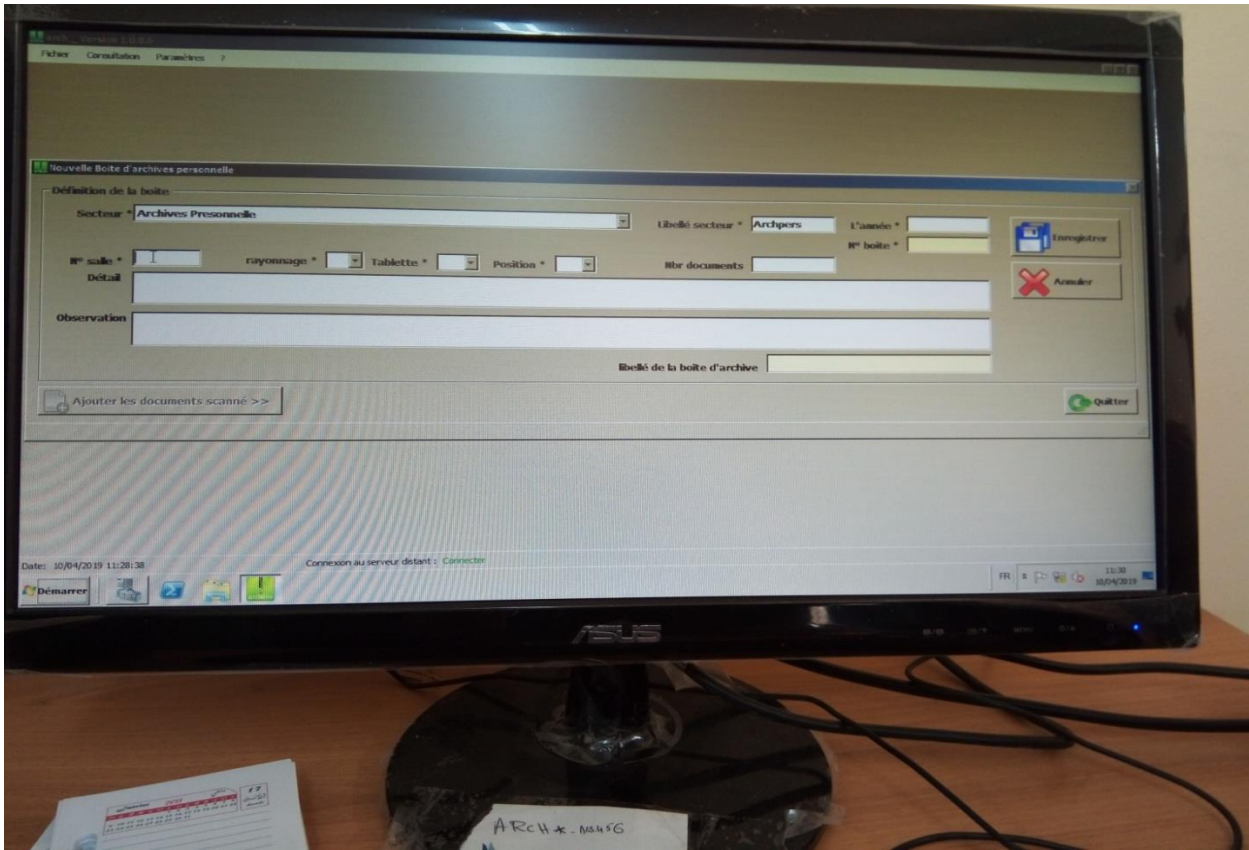 Fichier Consultation Paramètres ?
Nouvelle Boite d'archives personnelle
Définition de la boite
Secteur * Archives Presonnelle Libellé secteur * Archpers L'année *
N° boite *
Enregistrer
N° salle * rayonnage * Tablette * Position * Nbr documents
Détail
Annuler
Observation
libellé de la boite d'archive
Ajouter les documents scanné >>
Quitter
Date: 10/04/2019 11:28:38 Connexion au serveur distant : Connecter
Démarrer
FR
11:30
10/04/2019
ASUS
MENU
17